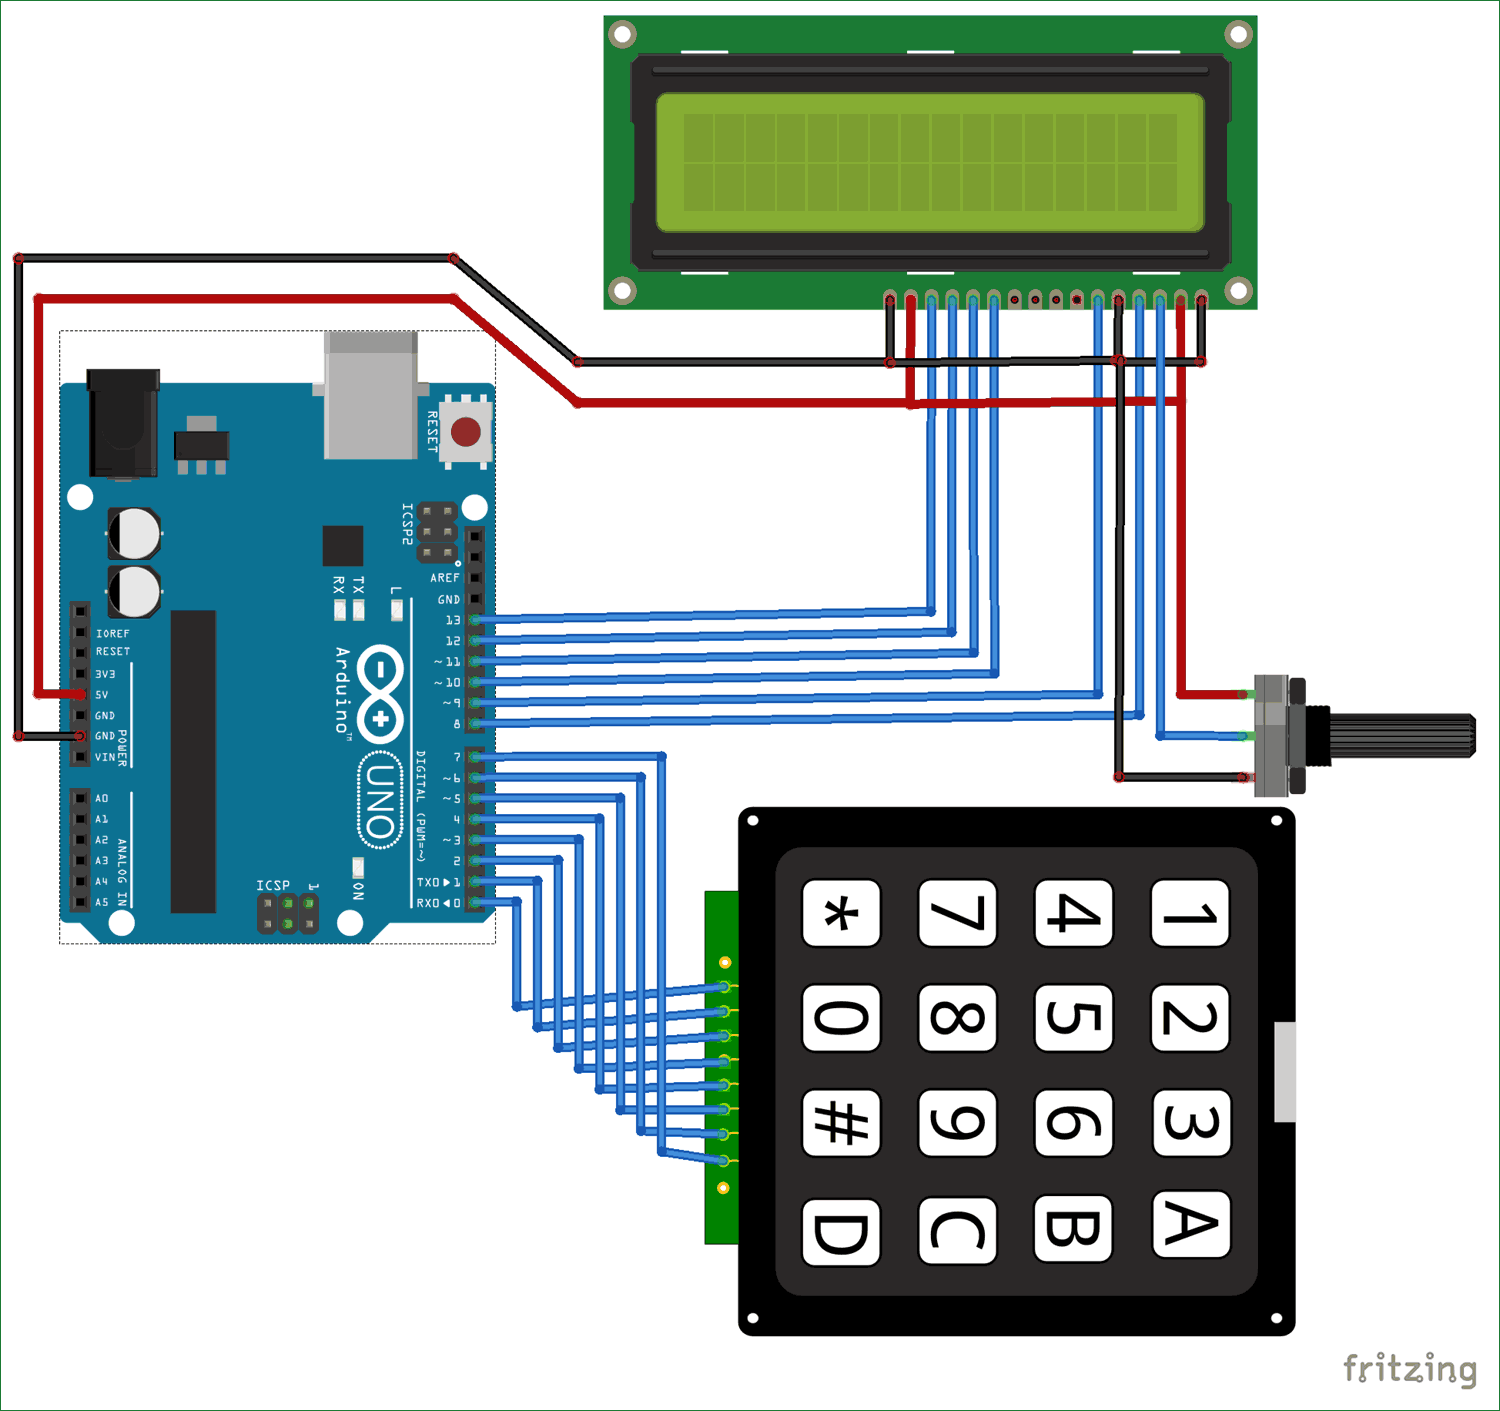 RESET
ICSP2
AREF
GND
13
12
~11
~10
~9
8
7
~6
~5
4
~3
2
TX0▶1
RX0◀0
RX
TX
L
IOREF
RESET
3V3
5V
GND
GND
VIN
POWER
A0
A1
A2
A3
A4
A5
ANALOG IN
Arduino™
UNO
DIGITAL (PWM=~)
ICSP
1
ON
* 7 4 1
0 8 5 2
# 9 6 3
D C B A
fritzing